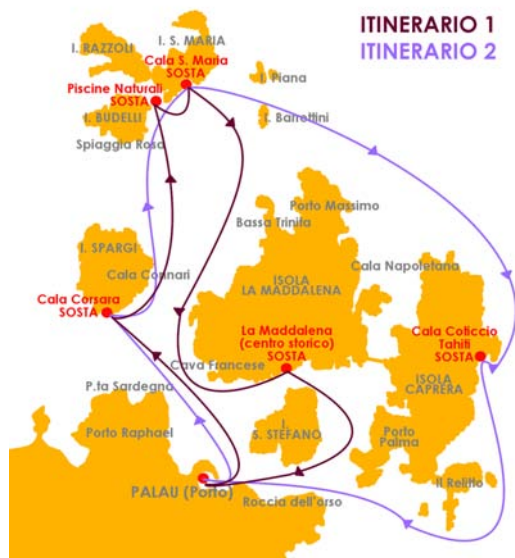 ITINERARIO 1
ITINERARIO 2
I. S. MARIA
I. RAZZOLI
Cala S. Maria
SOSTA
Piscine Naturali
SOSTA
I. Piana
I. BUDELLI
I. Barrettini
Spiaggia Rosa
Porto Massimo
Bassa Trinita
I. SPARGI
Cala Connari
Cala Napoletana
ISOLA
LA MADDALENA
Cala Corsara
SOSTA
La Maddalena
(centro storico)
SOSTA
Cala Coticcio
Tahiti
SOSTA
Cava Francese
P.ta Sardegna
ISOLA
CAPRERA
Porto Raphael
I.
S. STEFANO
Porto
Palma
Il Relitto
PALAU (Porto)
Roccia dell'orso